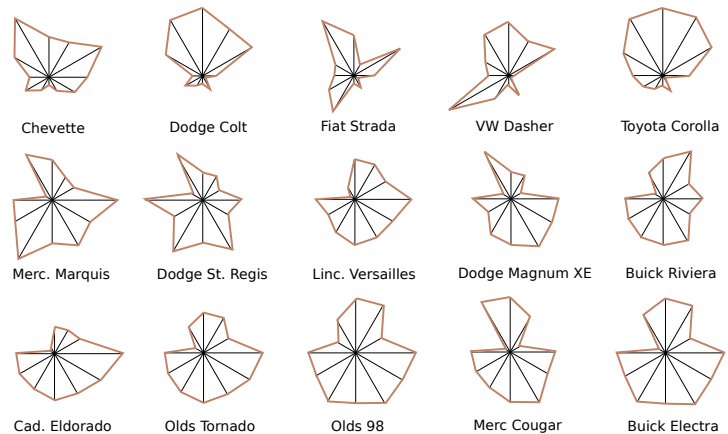 Chevette
Dodge Colt
Fiat Strada
VW Dasher
Toyota Corolla
Merc. Marquis
Dodge St. Regis
Linc. Versailles
Dodge Magnum XE
Buick Riviera
Cad. Eldorado
Olds Tornado
Olds 98
Merc Cougar
Buick Electra